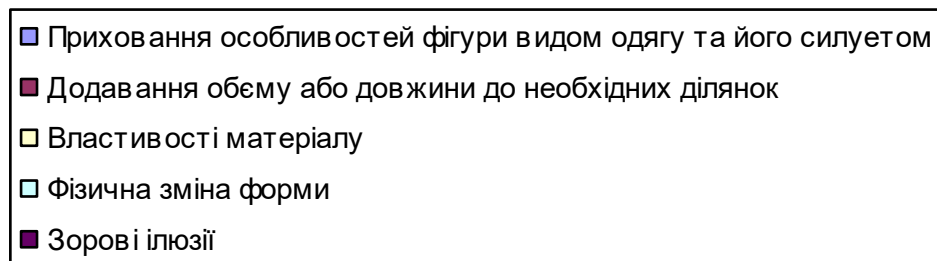 Приховання особливостей фігури видом одягу та його силуетом
Додавання обєму або довжини до необхідних ділянок
Властивості матеріалу
Фізична зміна форми
Зорові ілюзії